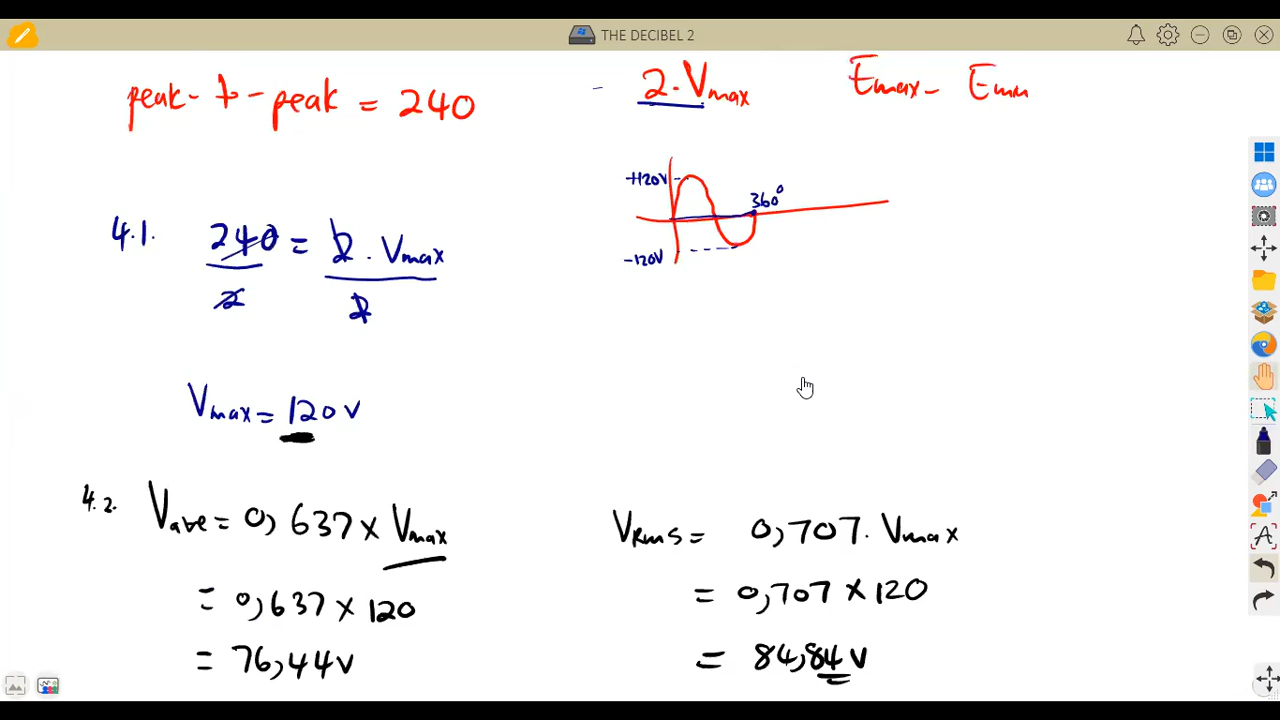 THE DECIBEL 2
peak-to-peak = 240
- 2.Vmax
Emax- Emin
+120V
360°
-120V
4.1. 240 = 2 . Vmax
2 2
Vmax= 120V
4.2. Vave= 0,637 x Vmax
= 0,637 x 120
= 76,44V
VRms= 0,707. Vmax
= 0,707 x 120
= 84,84 V